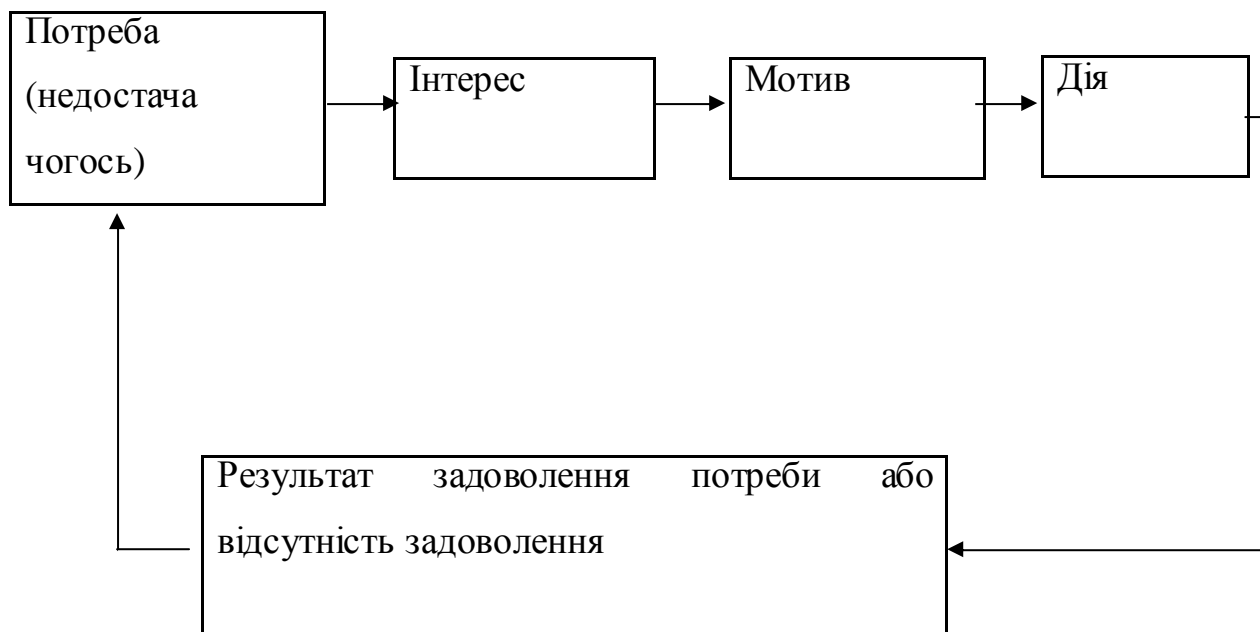 Потреба
(недостача
чогось)
Інтерес
Мотив
Дія
Результат задоволення потреби або
відсутність задоволення